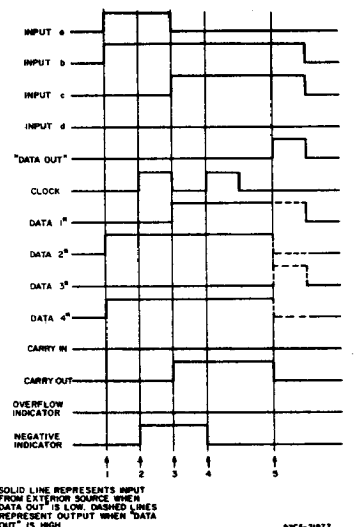 INPUT a
INPUT b
INPUT c
INPUT d
"DATA OUT"
CLOCK
DATA 1*
DATA 2*
DATA 3*
DATA 4*
CARRY IN
CARRY OUT
OVERFLOW
INDICATOR
NEGATIVE
INDICATOR
1 2 3 4 5
SOLID LINE REPRESENTS INPUT
FROM EXTERIOR SOURCE WHEN
DATA OUT" IS LOW. DASHED LINES
REPRESENT OUTPUT WHEN "DATA
OUT" IS HIGH